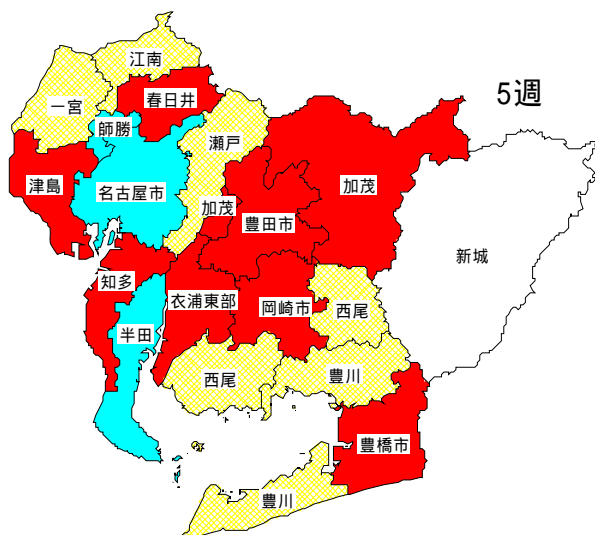 江南
春日井
5週
一宮
師勝
瀬戸
津島
名古屋市
加茂
加茂
豊田市
新城
知多
衣浦東部
岡崎市
西尾
半田
西尾
豊川
豊橋市
豊川